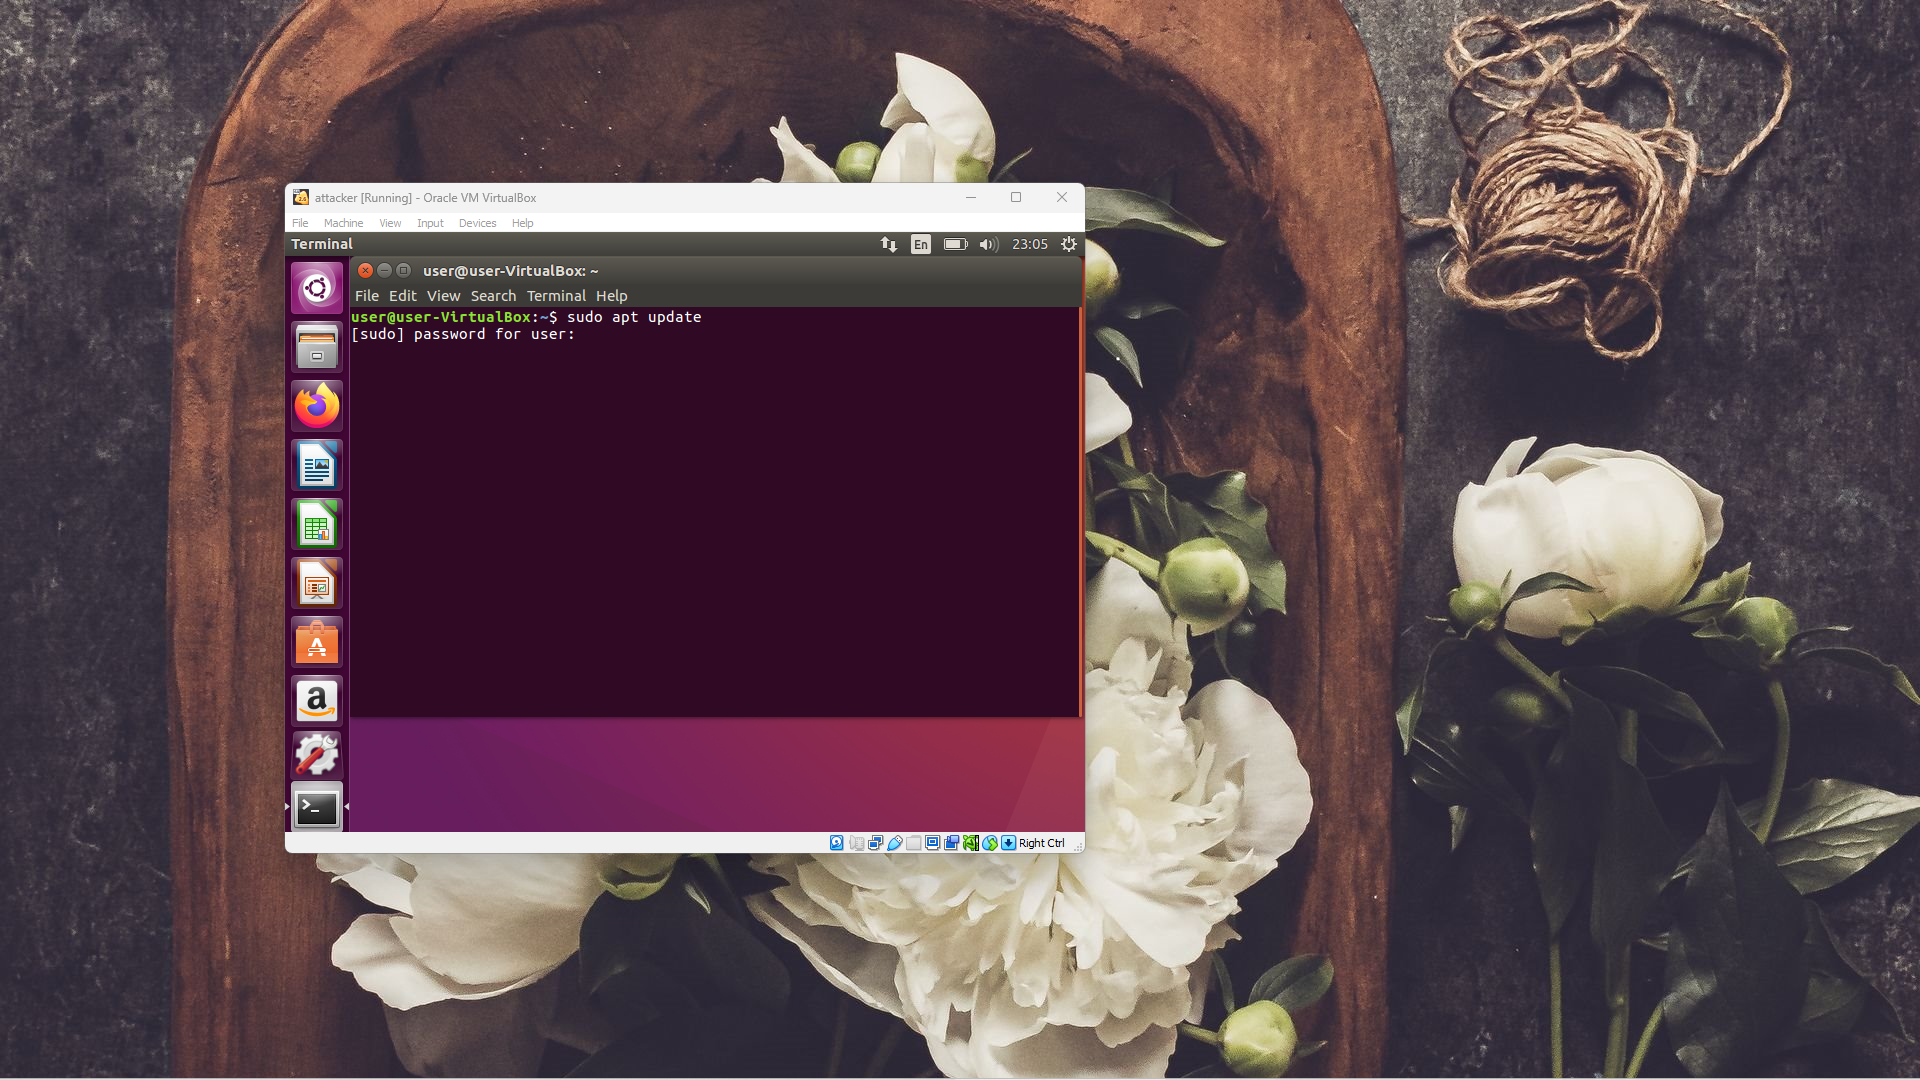 attacker [Running] - Oracle VM VirtualBox
File Machine View Input Devices Help
Terminal En 23:05
user@user-VirtualBox: ~
File Edit View Search Terminal Help
user@user-VirtualBox:~$ sudo apt update
[sudo] password for user:
Right Ctrl